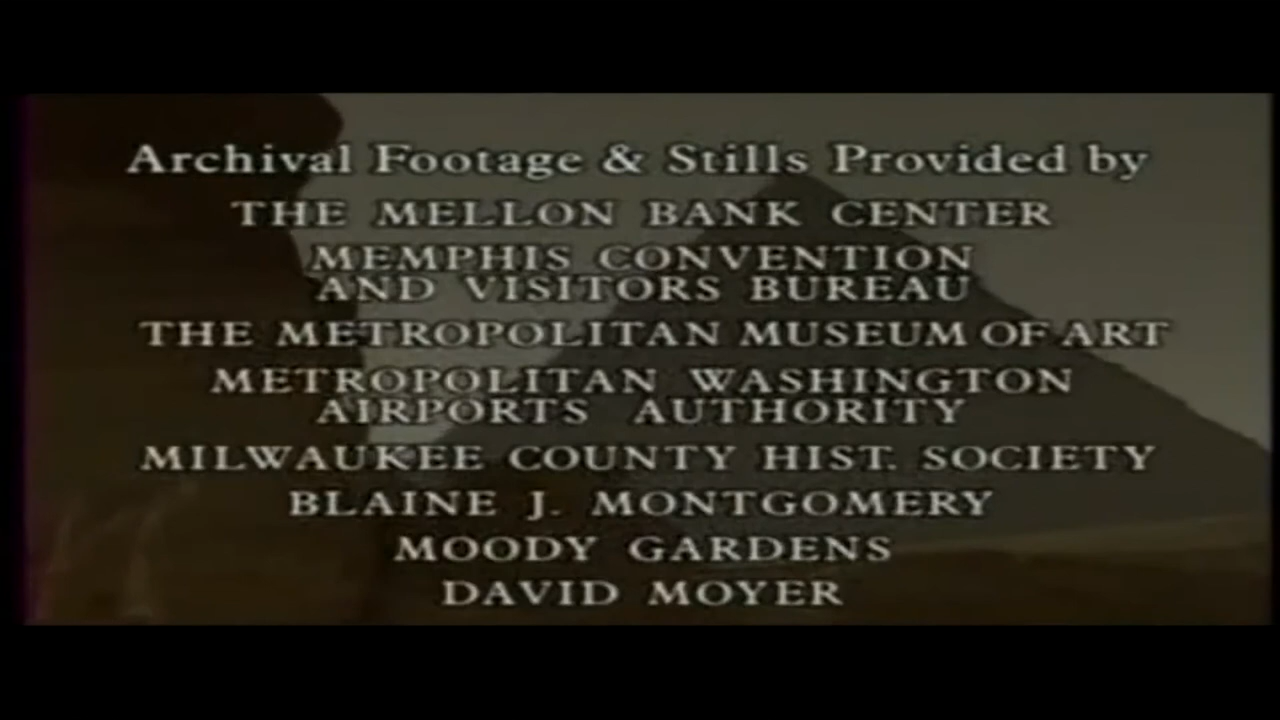 Archival Footage & Stills Provided by
THE MELLON BANK CENTER
MEMPHIS CONVENTION
AND VISITORS BUREAU
THE METROPOLITAN MUSEUM OF ART
METROPOLITAN WASHINGTON
AIRPORTS AUTHORITY
MILWAUKEE COUNTY HIST. SOCIETY
BLAINE J. MONTGOMERY
MOODY GARDENS
DAVID MOYER